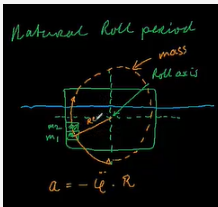 Natural Roll period
mass
Roll axis
R
m₂
m₁
a = - φ̈ · R